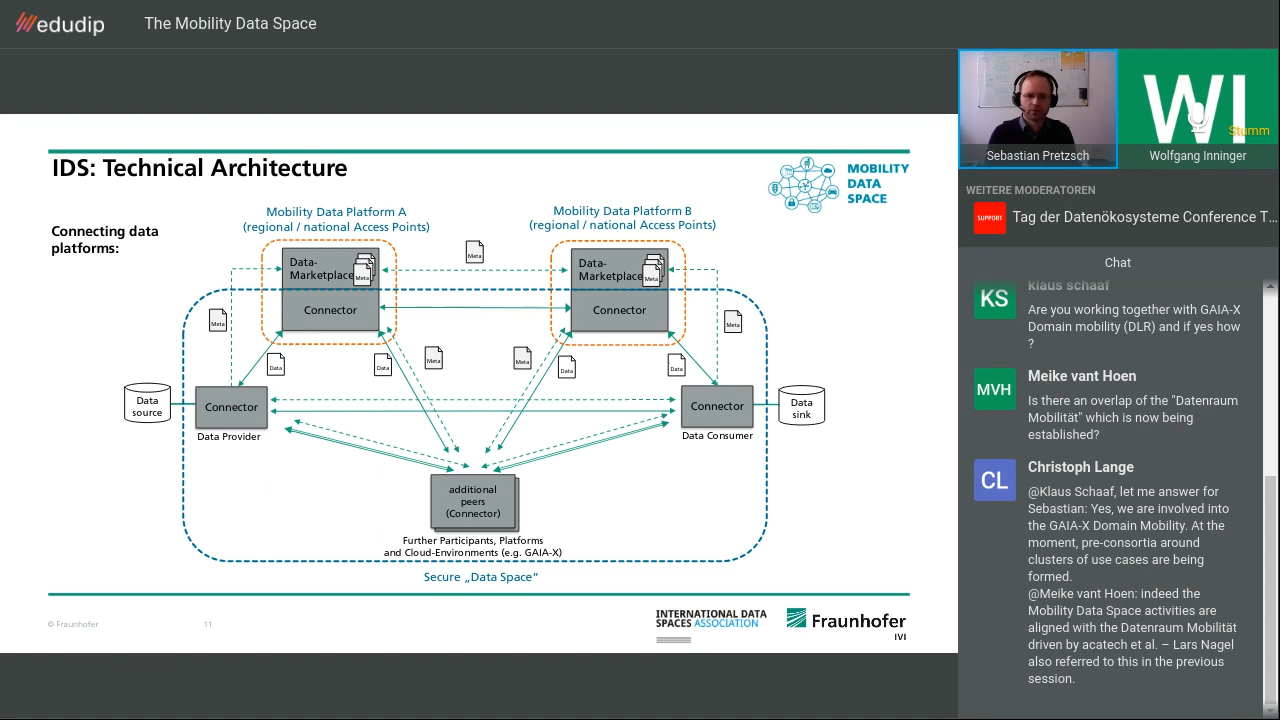 edudip
The Mobility Data Space
IDS: Technical Architecture
MOBILITY
DATA
SPACE
Connecting data
platforms:
Mobility Data Platform A
(regional / national Access Points)
Mobility Data Platform B
(regional / national Access Points)
Meta
Data-
Marketplace
Meta
Connector
Data-
Marketplace
Meta
Connector
Meta
Meta
Data
Data
Meta
Meta
Data
Data
Data
source
Connector
Data Provider
Connector
Data Consumer
Data
sink
additional
peers
(Connector)
Further Participants, Platforms
and Cloud-Environments (e.g. GAIA-X)
Secure „Data Space“
© Fraunhofer
11
INTERNATIONAL DATA
SPACES ASSOCIATION
Fraunhofer
IVI
Sebastian Pretzsch
WI
Stumm
Wolfgang Inninger
WEITERE MODERATOREN
SUPPORT
Tag der Datenökosysteme Conference T...
Chat
KS
klaus schaaf
Are you working together with GAIA-X
Domain mobility (DLR) and if yes how
?
MVH
Meike vant Hoen
Is there an overlap of the "Datenraum
Mobilität" which is now being
established?
CL
Christoph Lange
@Klaus Schaaf, let me answer for
Sebastian: Yes, we are involved into
the GAIA-X Domain Mobility. At the
moment, pre-consortia around
clusters of use cases are being
formed.
@Meike vant Hoen: indeed the
Mobility Data Space activities are
aligned with the Datenraum Mobilität
driven by acatech et al. – Lars Nagel
also referred to this in the previous
session.